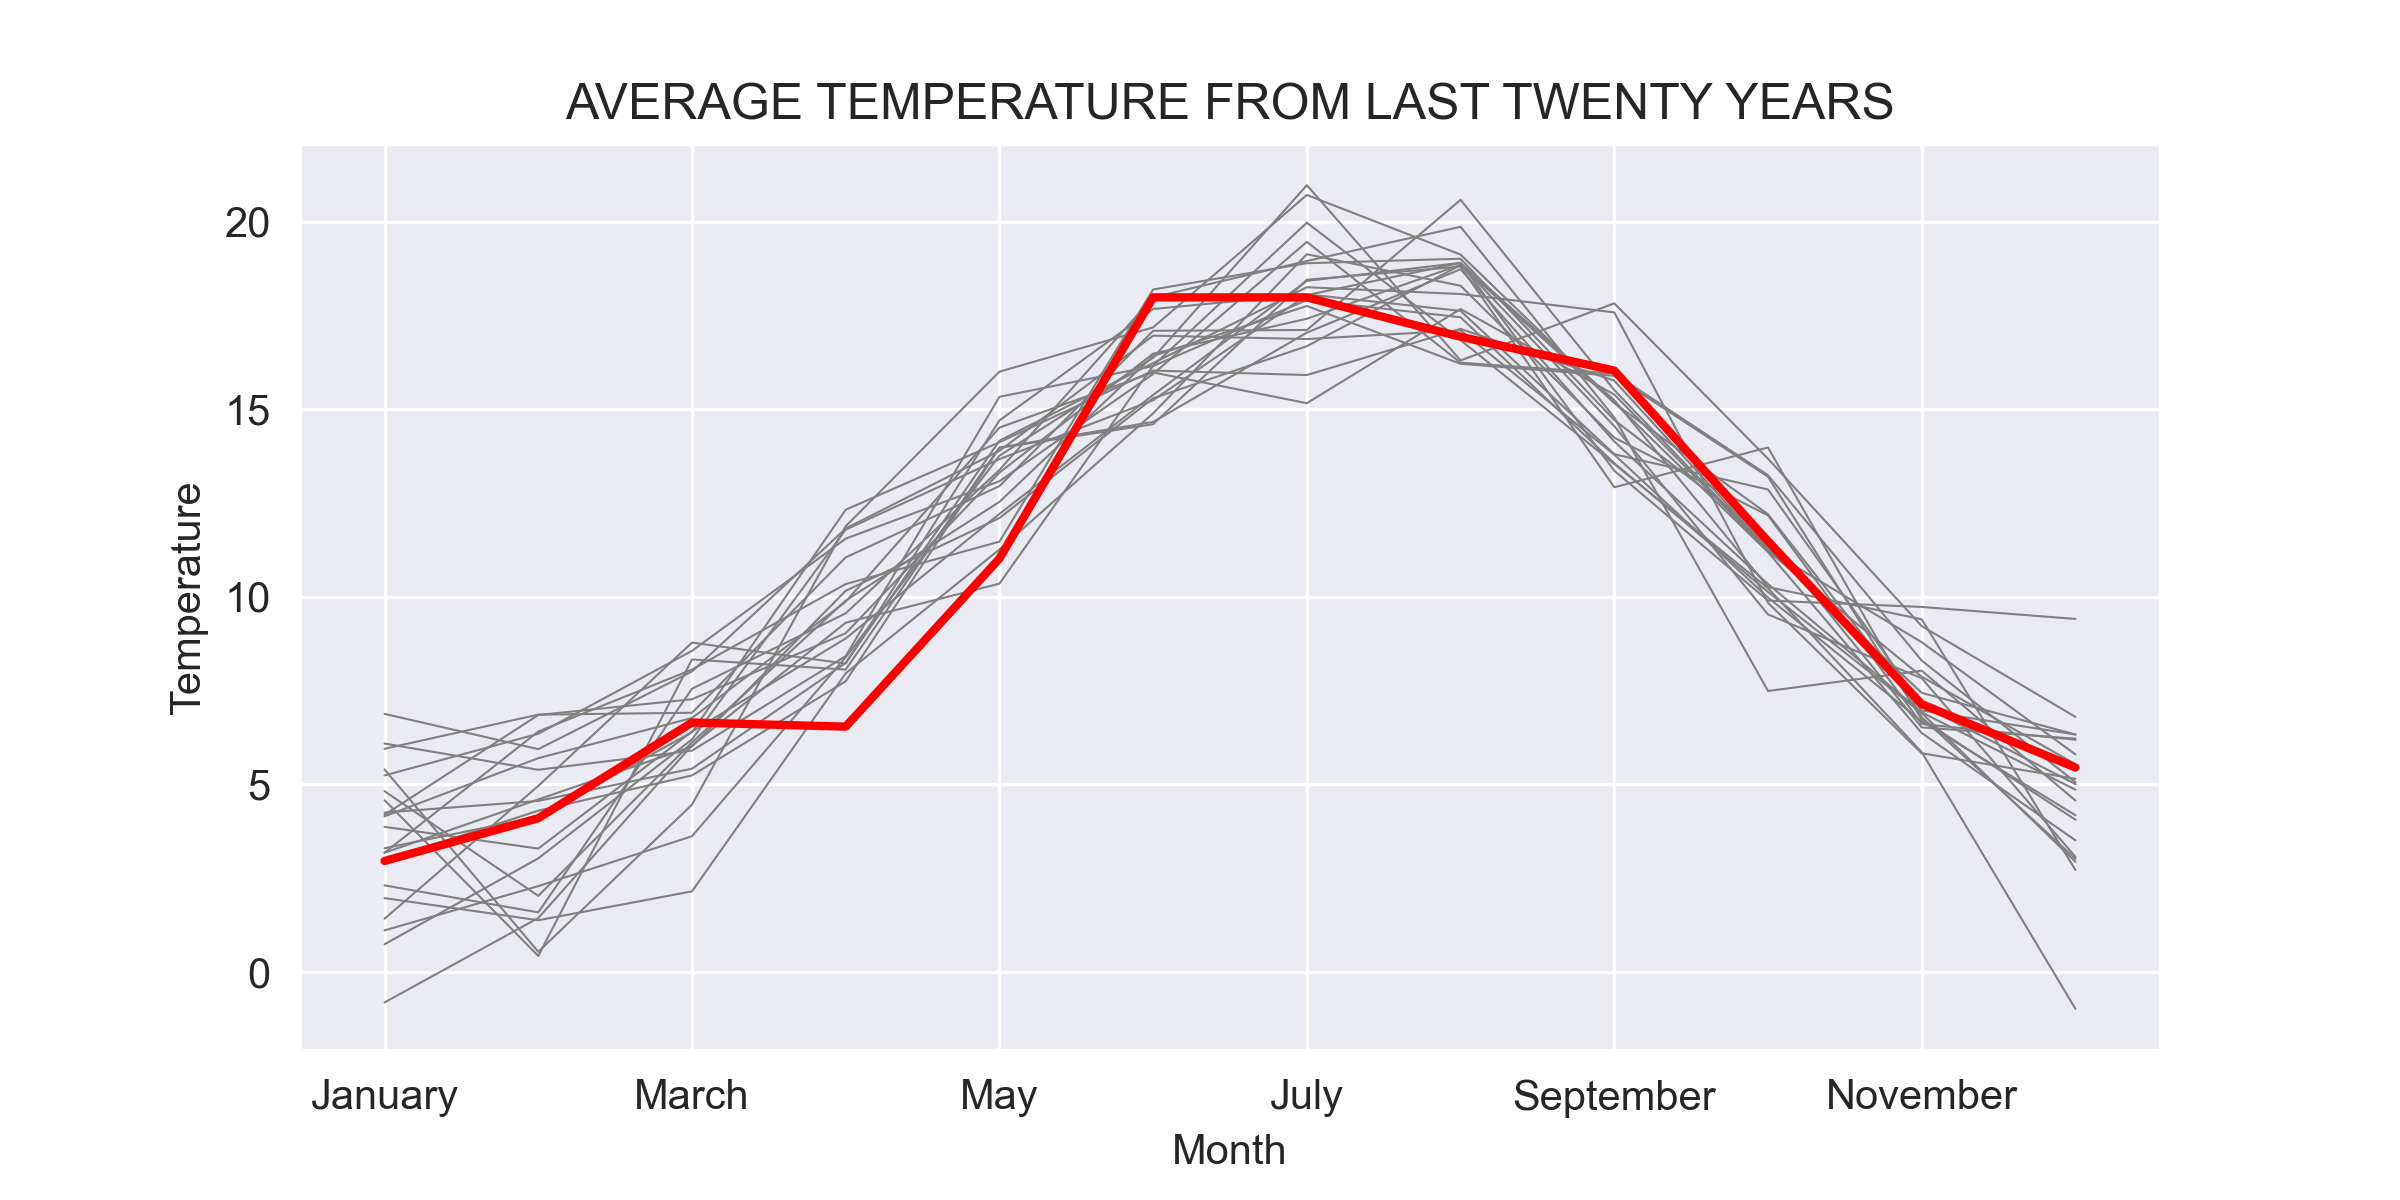 AVERAGE TEMPERATURE FROM LAST TWENTY YEARS
20
15
10
5
0
Temperature
January March May July September November
Month